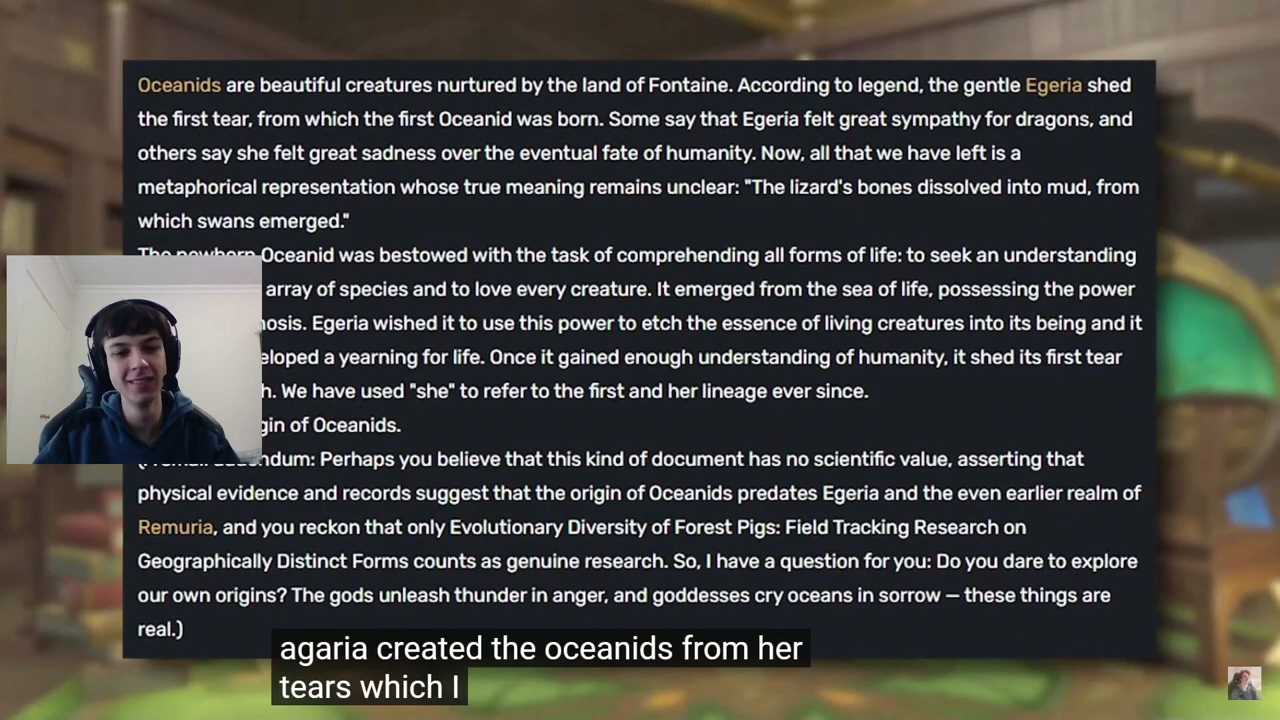 Oceanids are beautiful creatures nurtured by the land of Fontaine. According to legend, the gentle Egeria shed
the first tear, from which the first Oceanid was born. Some say that Egeria felt great sympathy for dragons, and
others say she felt great sadness over the eventual fate of humanity. Now, all that we have left is a
metaphorical representation whose true meaning remains unclear: "The lizard's bones dissolved into mud, from
which swans emerged."
The newborn Oceanid was bestowed with the task of comprehending all forms of life: to seek an understanding
array of species and to love every creature. It emerged from the sea of life, possessing the power
nosis. Egeria wished it to use this power to etch the essence of living creatures into its being and it
eloped a yearning for life. Once it gained enough understanding of humanity, it shed its first tear
h. We have used "she" to refer to the first and her lineage ever since.
gin of Oceanids.
addendum: Perhaps you believe that this kind of document has no scientific value, asserting that
physical evidence and records suggest that the origin of Oceanids predates Egeria and the even earlier realm of
Remuria, and you reckon that only Evolutionary Diversity of Forest Pigs: Field Tracking Research on
Geographically Distinct Forms counts as genuine research. So, I have a question for you: Do you dare to explore
our own origins? The gods unleash thunder in anger, and goddesses cry oceans in sorrow — these things are
real.)
agaria created the oceanids from her
tears which I